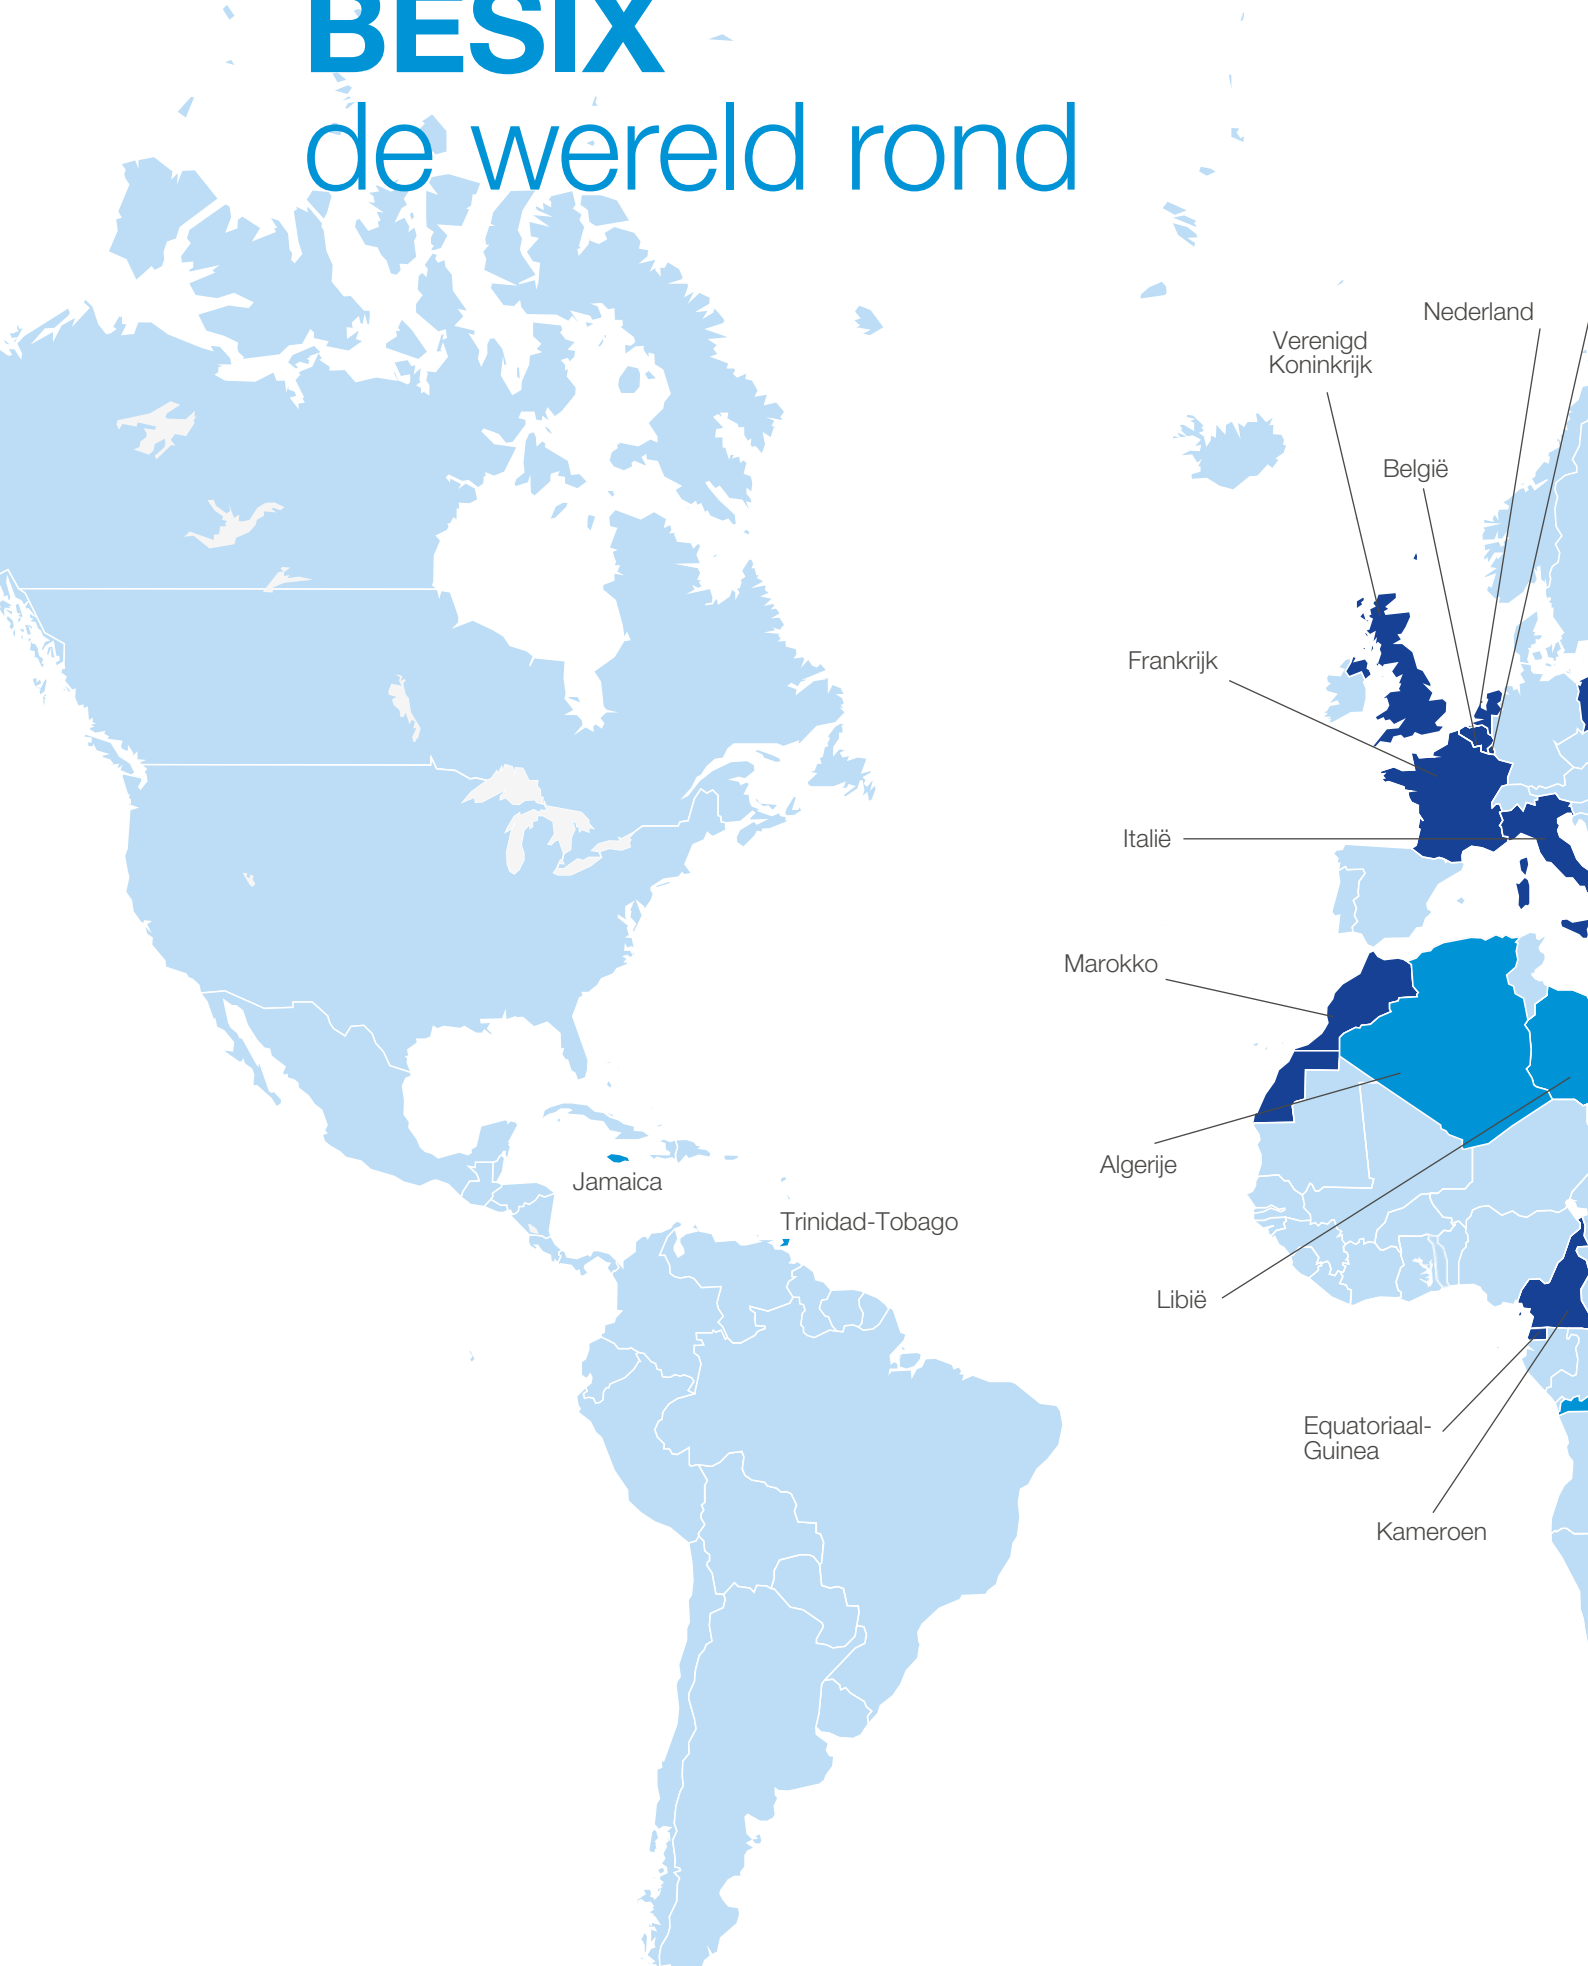 BESIX
de wereld rond
Nederland
Verenigd
Koninkrijk
België
Frankrijk
Italië
Marokko
Algerije
Jamaica
Trinidad-Tobago
Libië
Equatoriaal-
Guinea
Kameroen